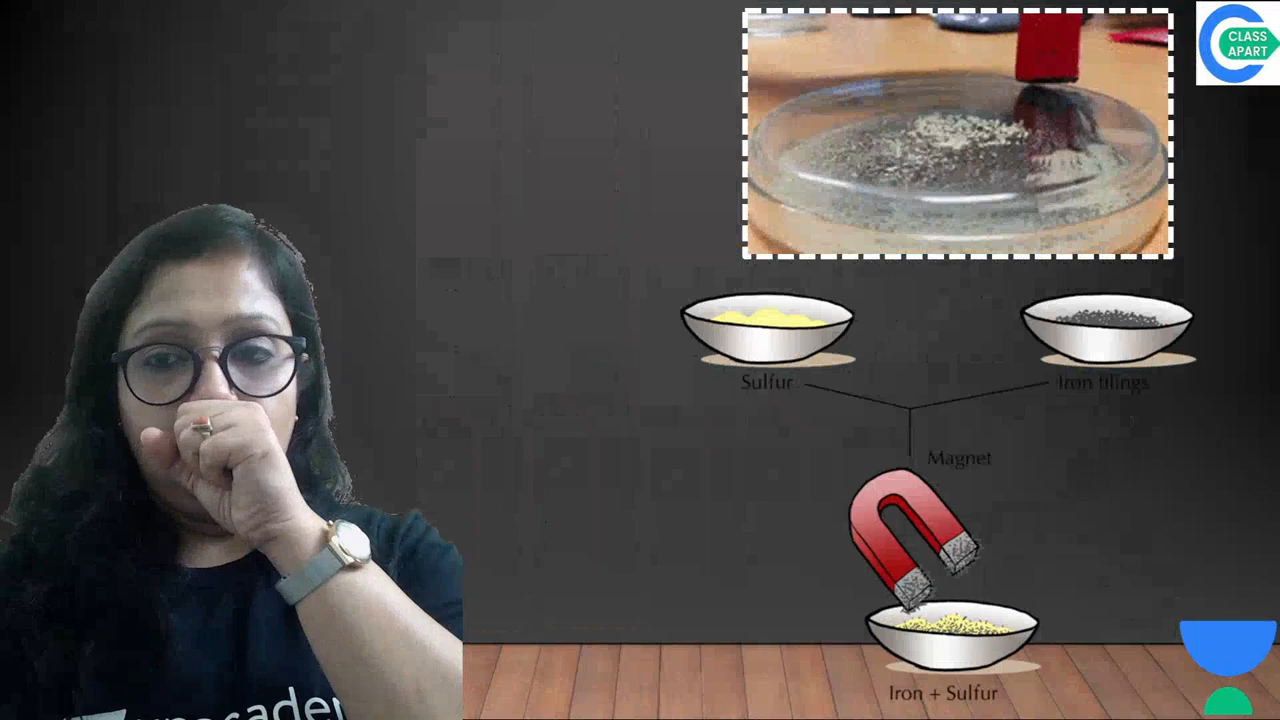 CLASS
APART
Sulfur
Iron filings
Magnet
Iron + Sulfur